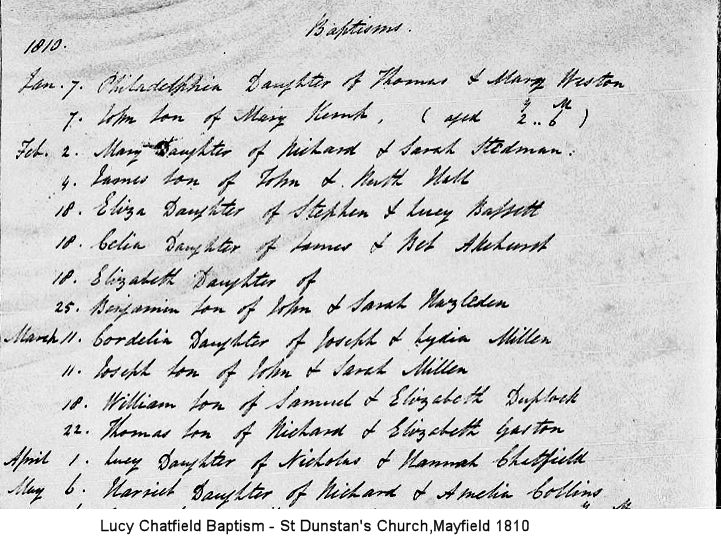 Baptisms.
1810.
Jan. 7. Philadelphia Daughter of Thomas & Mary Weston
7. John son of Mary Kemp, ( aged 2 y .. 6 M )
Feb. 2. Mary Daughter of Richard & Sarah Stedman.
4. James son of John & Ruth Hall
18. Eliza Daughter of Stephen & Lucy Bassett
18. Celia Daughter of James & Bet Akehurst
18. Elizabeth Daughter of
25. Benjamin son of John & Sarah Hazleden
March 11. Cordelia Daughter of Joseph & Lydia Millen
11. Joseph son of John & Sarah Millen
18. William son of Samuel & Elizabeth Duplock
22. Thomas son of Richard & Elizabeth Gaston
April 1. Lucy Daughter of Nicholas & Hannah Chatfield
May 6. Harriet Daughter of Richard & Amelia Collins
Lucy Chatfield Baptism - St Dunstan's Church,Mayfield 1810